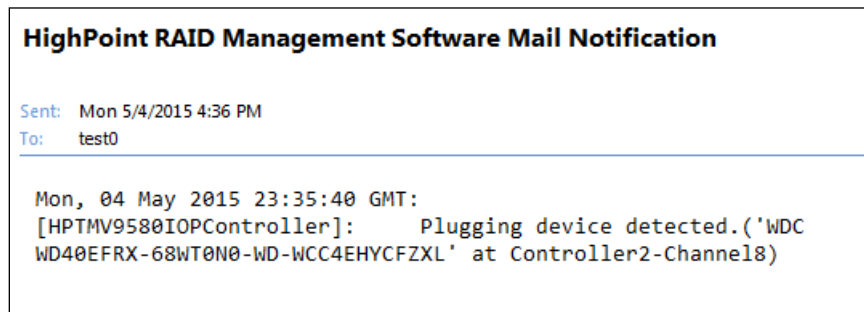 HighPoint RAID Management Software Mail Notification
Sent: Mon 5/4/2015 4:36 PM
To: test0
Mon, 04 May 2015 23:35:40 GMT:
[HPTMV9580IOPController]: Plugging device detected.('WDC
WD40EFRX-68WT0N0-WD-WCC4EHYCFZXL' at Controller2-Channel8)